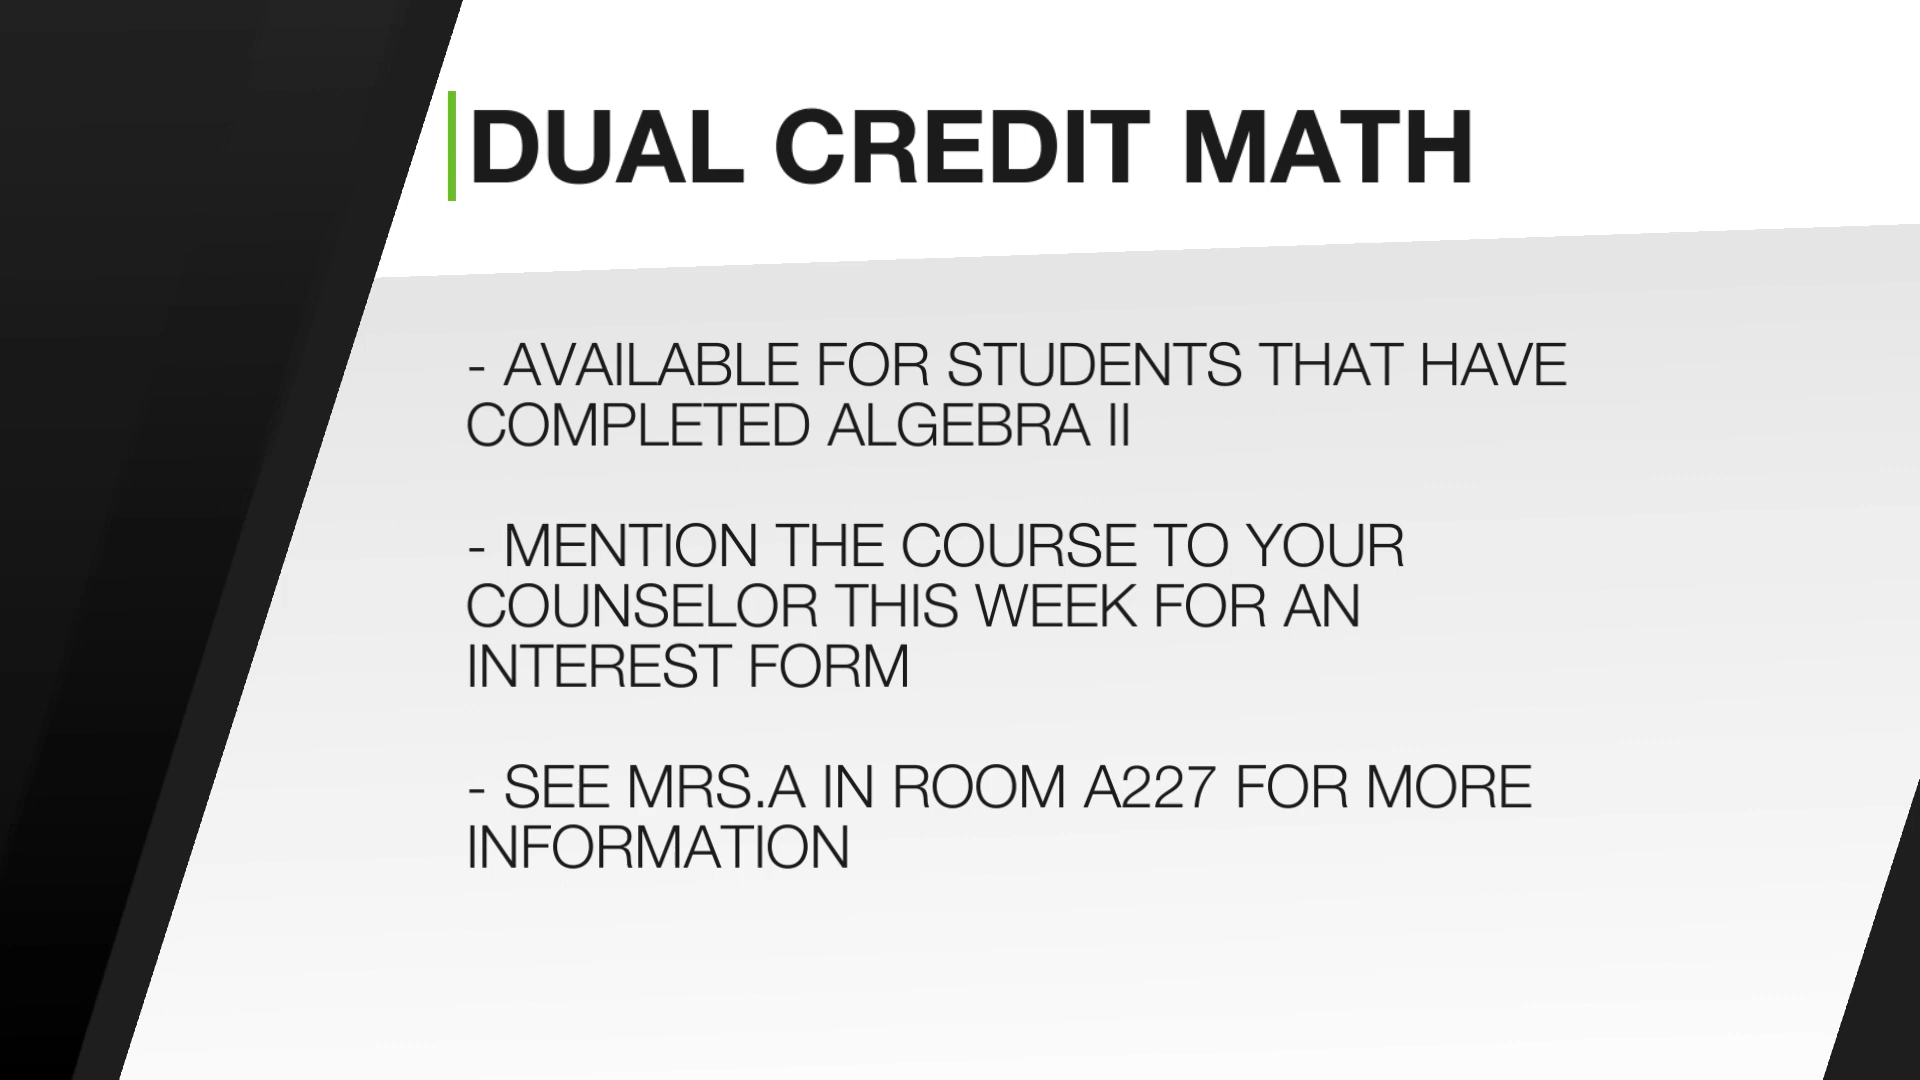 DUAL CREDIT MATH
- AVAILABLE FOR STUDENTS THAT HAVE
COMPLETED ALGEBRA II
- MENTION THE COURSE TO YOUR
COUNSELOR THIS WEEK FOR AN
INTEREST FORM
- SEE MRS.A IN ROOM A227 FOR MORE
INFORMATION